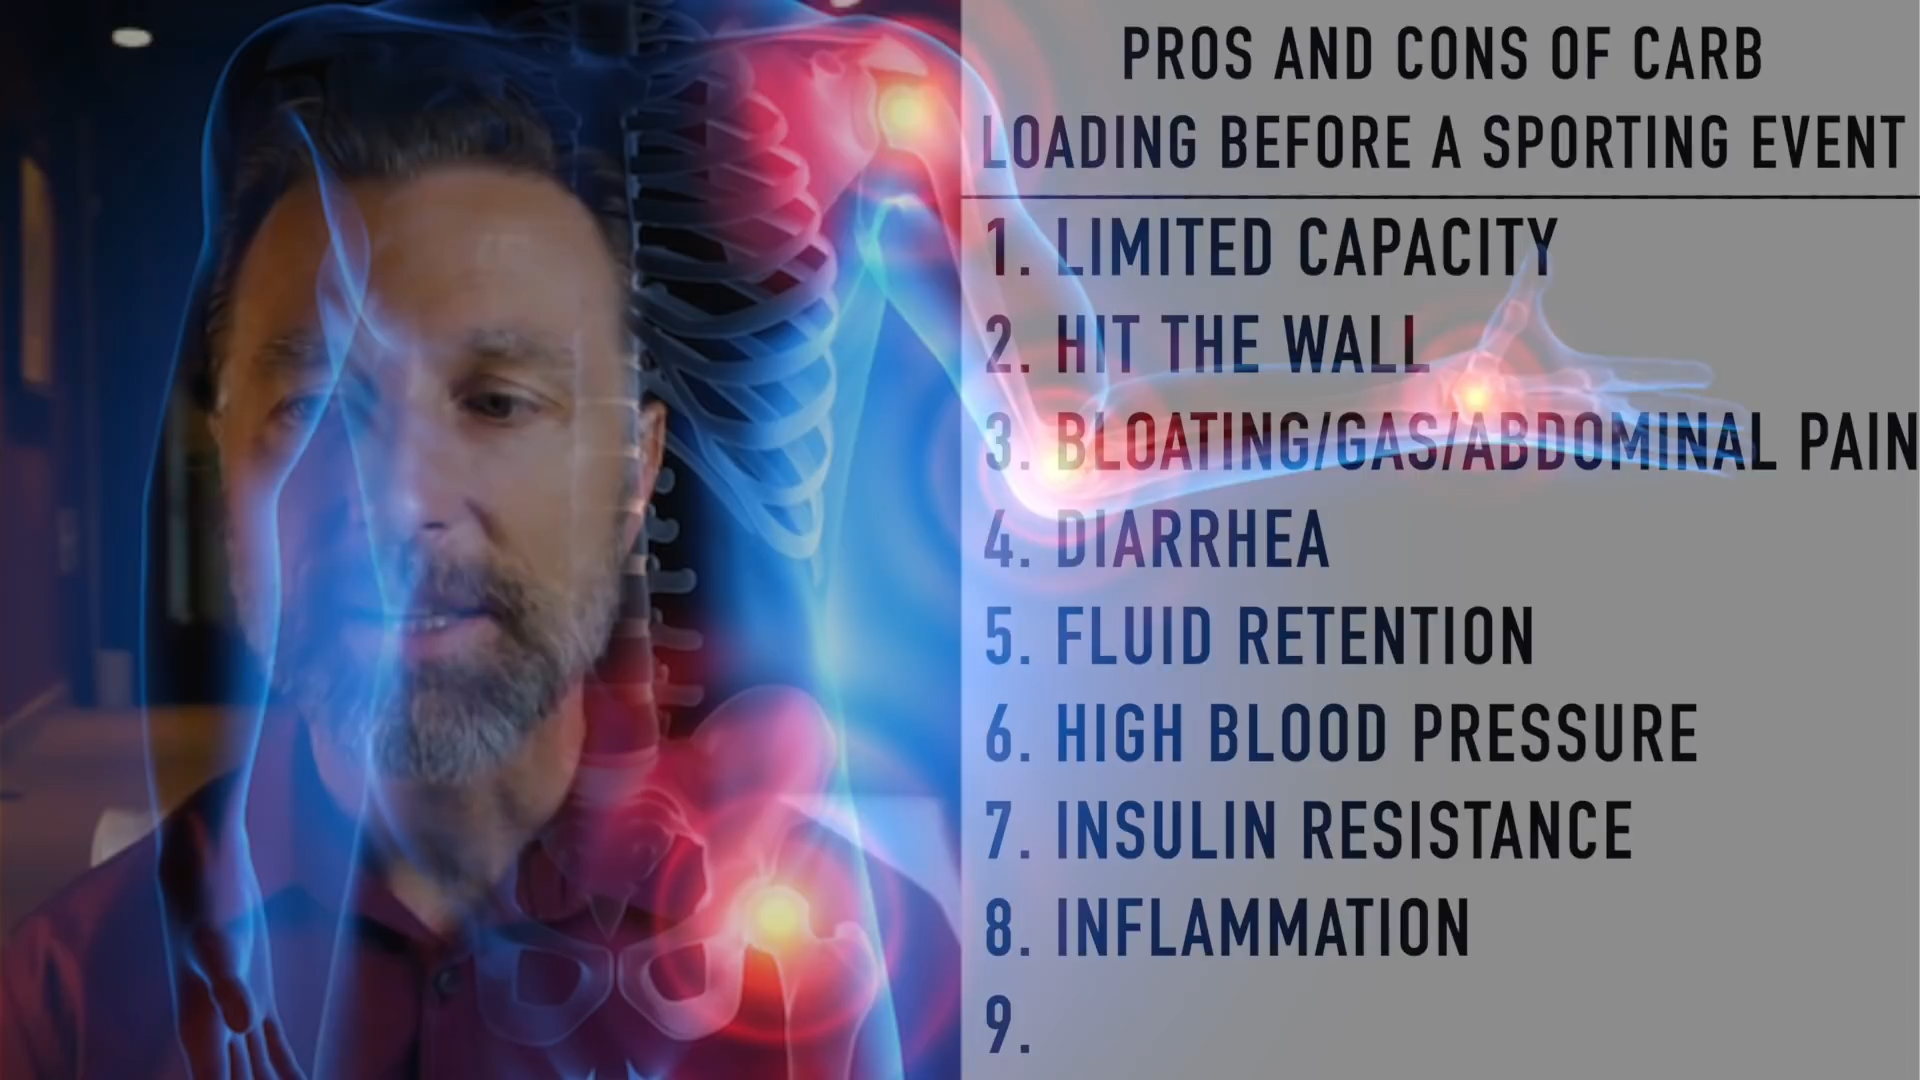 PROS AND CONS OF CARB
LOADING BEFORE A SPORTING EVENT
1. LIMITED CAPACITY
2. HIT THE WALL
3. BLOATING/GAS/ABDOMINAL PAIN
4. DIARRHEA
5. FLUID RETENTION
6. HIGH BLOOD PRESSURE
7. INSULIN RESISTANCE
8. INFLAMMATION
9.